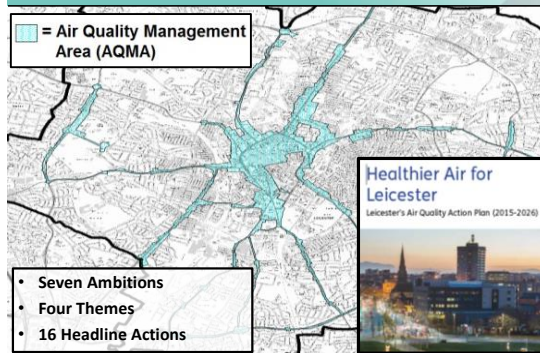 = Air Quality Management
Area (AQMA)
Healthier Air for
Leicester
Leicester's Air Quality Action Plan (2015-2026)
• Seven Ambitions
• Four Themes
• 16 Headline Actions